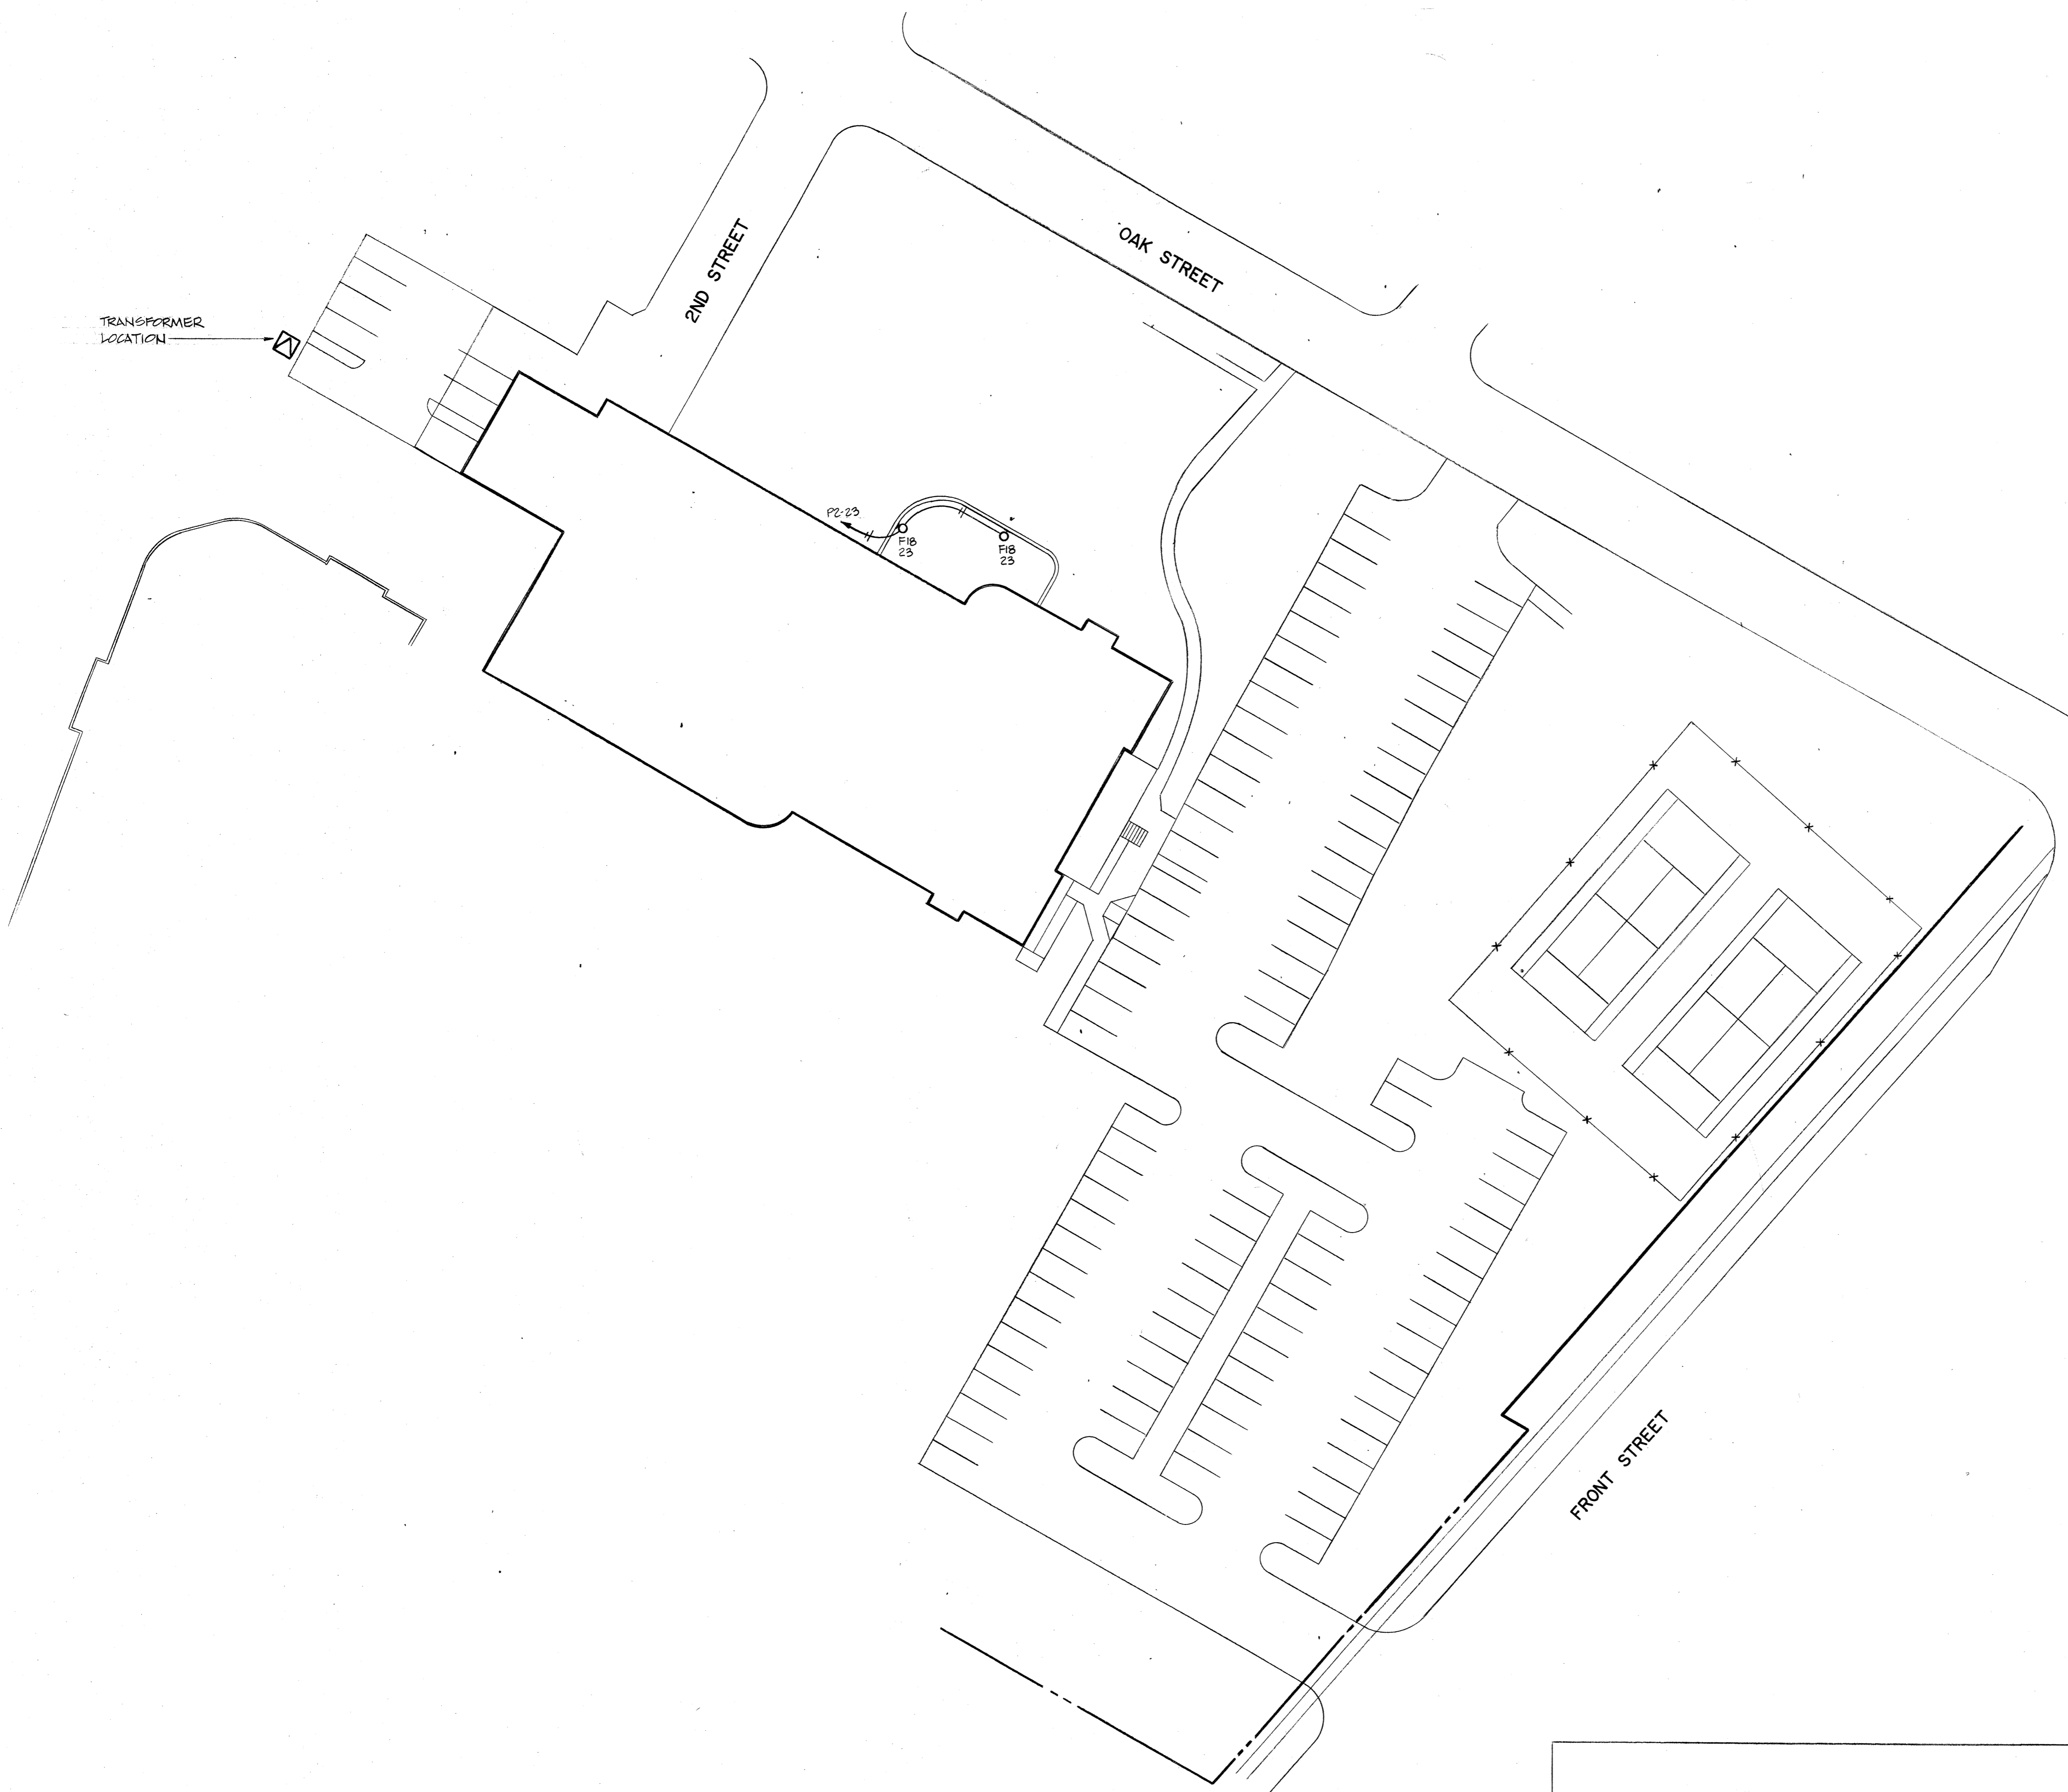 2ND STREET
OAK STREET
TRANSFORMER
LOCATION
P2-23
F18
23
F18
23
FRONT STREET